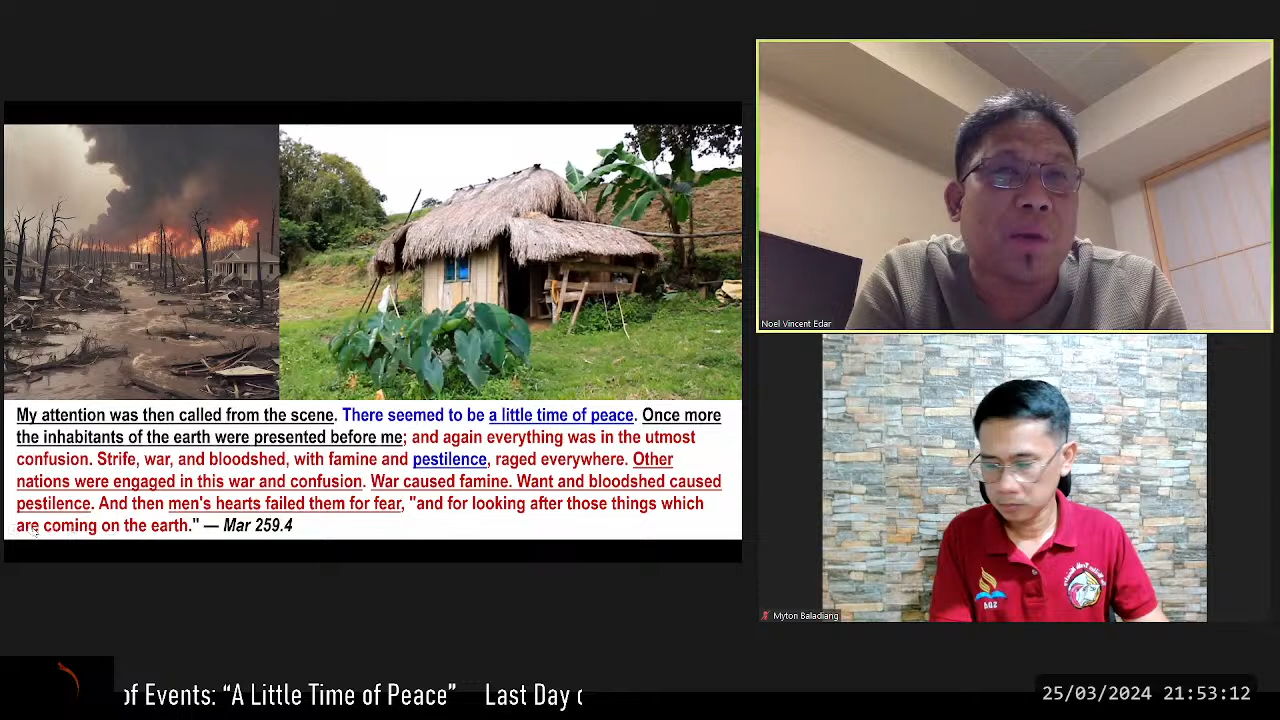 My attention was then called from the scene. There seemed to be a little time of peace. Once more
the inhabitants of the earth were presented before me; and again everything was in the utmost
confusion. Strife, war, and bloodshed, with famine and pestilence, raged everywhere. Other
nations were engaged in this war and confusion. War caused famine. Want and bloodshed caused
pestilence. And then men's hearts failed them for fear, "and for looking after those things which
are coming on the earth." — Mar 259.4
Noel Vincent Edar
Myton Baladiang
of Events: “A Little Time of Peace” Last Day
25/03/2024 21:53:12